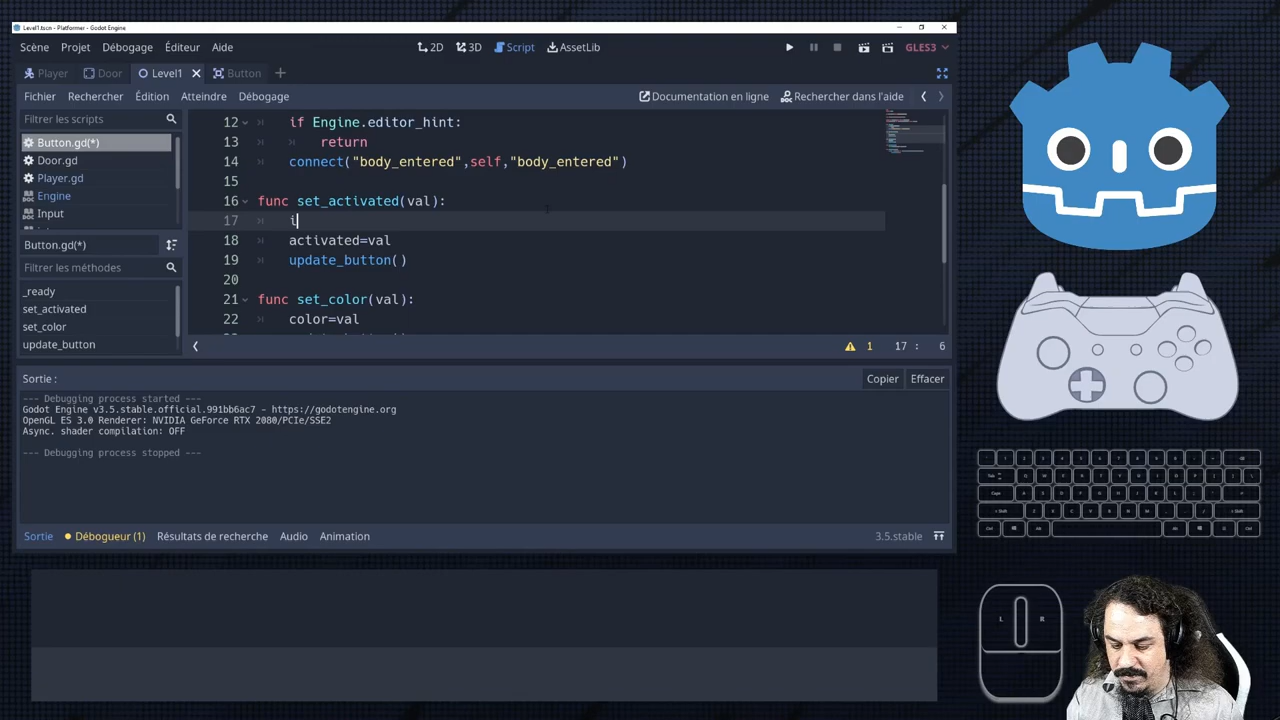 Level1.tscn - Platformer - Godot Engine
Scène Projet Débogage Éditeur Aide
2D 3D Script AssetLib
GLES3
Player Door Level1 Button
Fichier Rechercher Édition Atteindre Débogage
Documentation en ligne Rechercher dans l'aide
Filtrer les scripts
Button.gd(*)
Door.gd
Player.gd
Engine
Input
Button.gd(*)
Filtrer les méthodes
_ready
set_activated
set_color
update_button
12 if Engine.editor_hint:
13 return
14 connect("body_entered",self,"body_entered")
15
16 func set_activated(val):
17 i
18 activated=val
19 update_button()
20
21 func set_color(val):
22 color=val
1 17 : 6
Sortie :
Copier Effacer
--- Debugging process started ---
Godot Engine v3.5.stable.official.991bb6ac7 - https://godotengine.org
OpenGL ES 3.0 Renderer: NVIDIA GeForce RTX 2080/PCIe/SSE2
Async. shader compilation: OFF
--- Debugging process stopped ---
Sortie Débogueur (1) Résultats de recherche Audio Animation
3.5.stable
L R